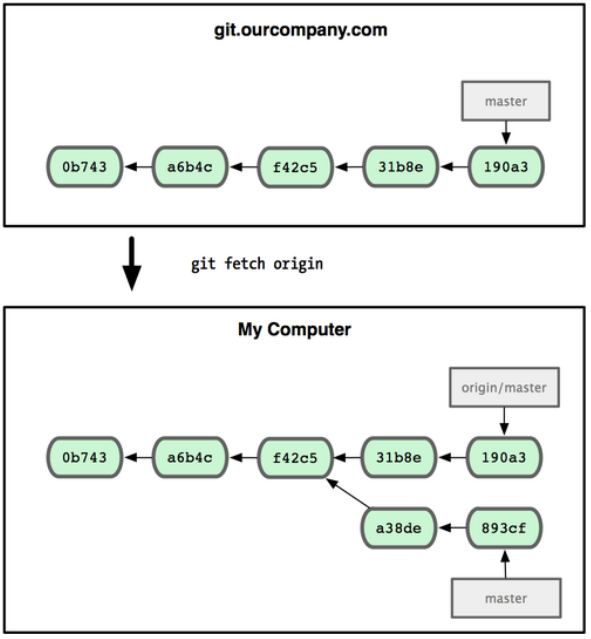 git.ourcompany.com
master
0b743 a6b4c f42c5 31b8e 190a3
git fetch origin
My Computer
origin/master
0b743 a6b4c f42c5 31b8e 190a3
a38de 893cf
master